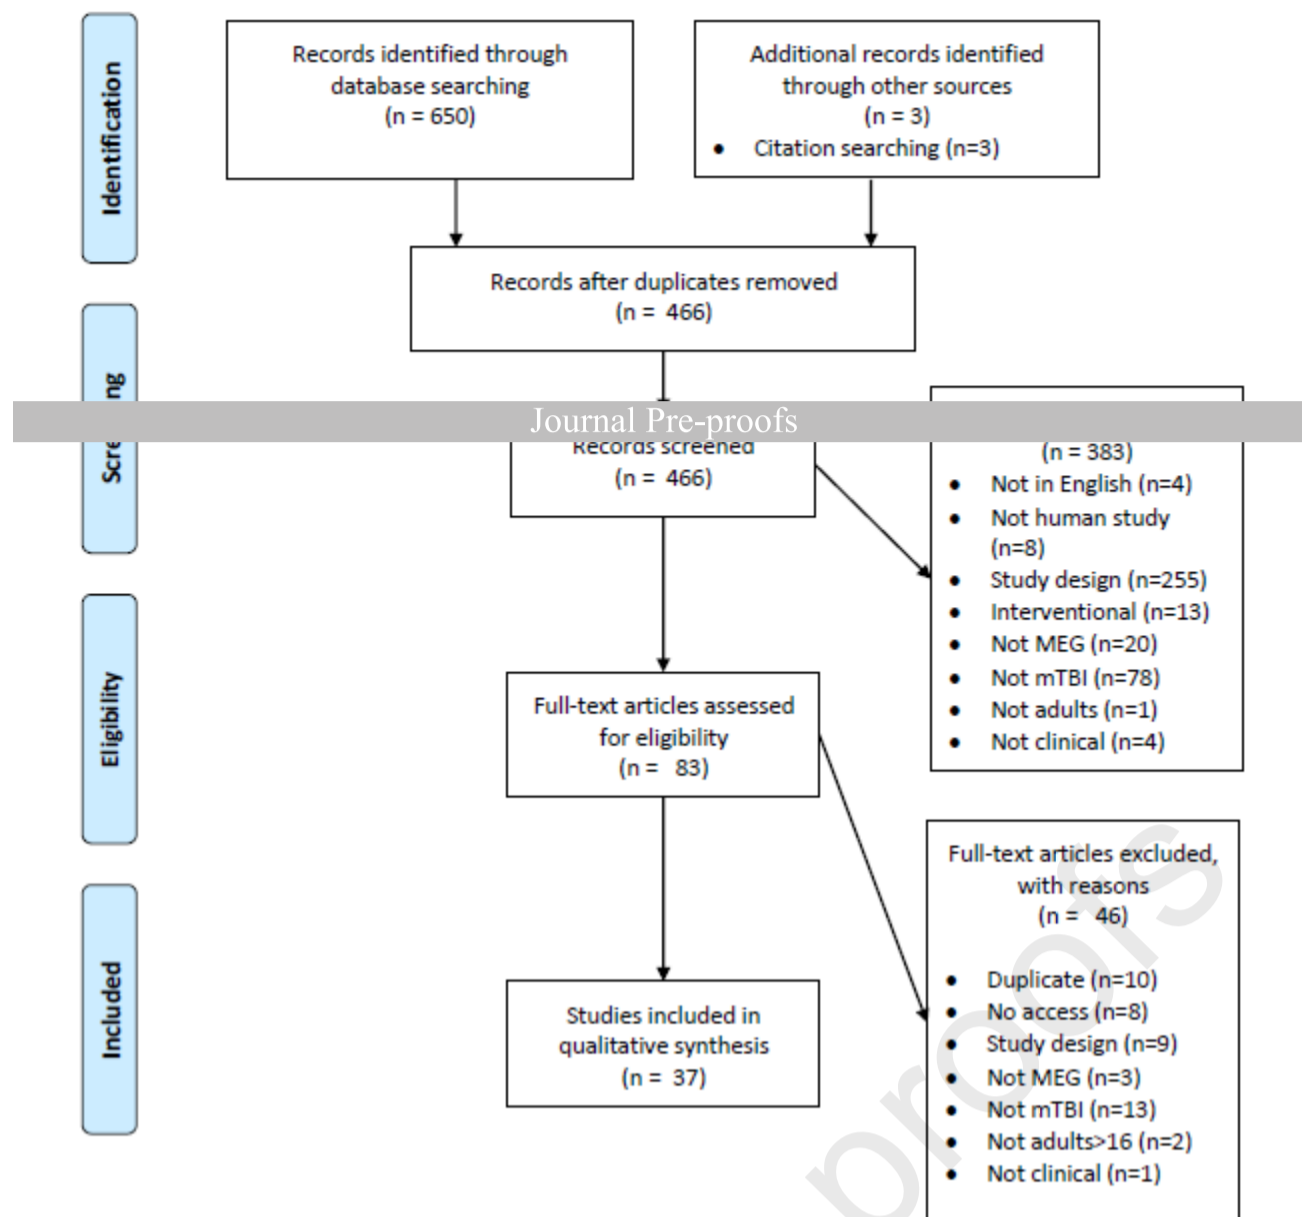 Identification
Records identified through
database searching
(n = 650)
Additional records identified
through other sources
(n = 3)
• Citation searching (n=3)
Records after duplicates removed
(n = 466)
Journal Pre-proofs
Records screened
(n = 466)
(n = 383)
• Not in English (n=4)
• Not human study
(n=8)
• Study design (n=255)
• Interventional (n=13)
• Not MEG (n=20)
• Not mTBI (n=78)
• Not adults (n=1)
• Not clinical (n=4)
Eligibility
Full-text articles assessed
for eligibility
(n = 83)
Full-text articles excluded,
with reasons
(n = 46)
• Duplicate (n=10)
• No access (n=8)
• Study design (n=9)
• Not MEG (n=3)
• Not mTBI (n=13)
• Not adults>16 (n=2)
• Not clinical (n=1)
Included
Studies included in
qualitative synthesis
(n = 37)
proofs